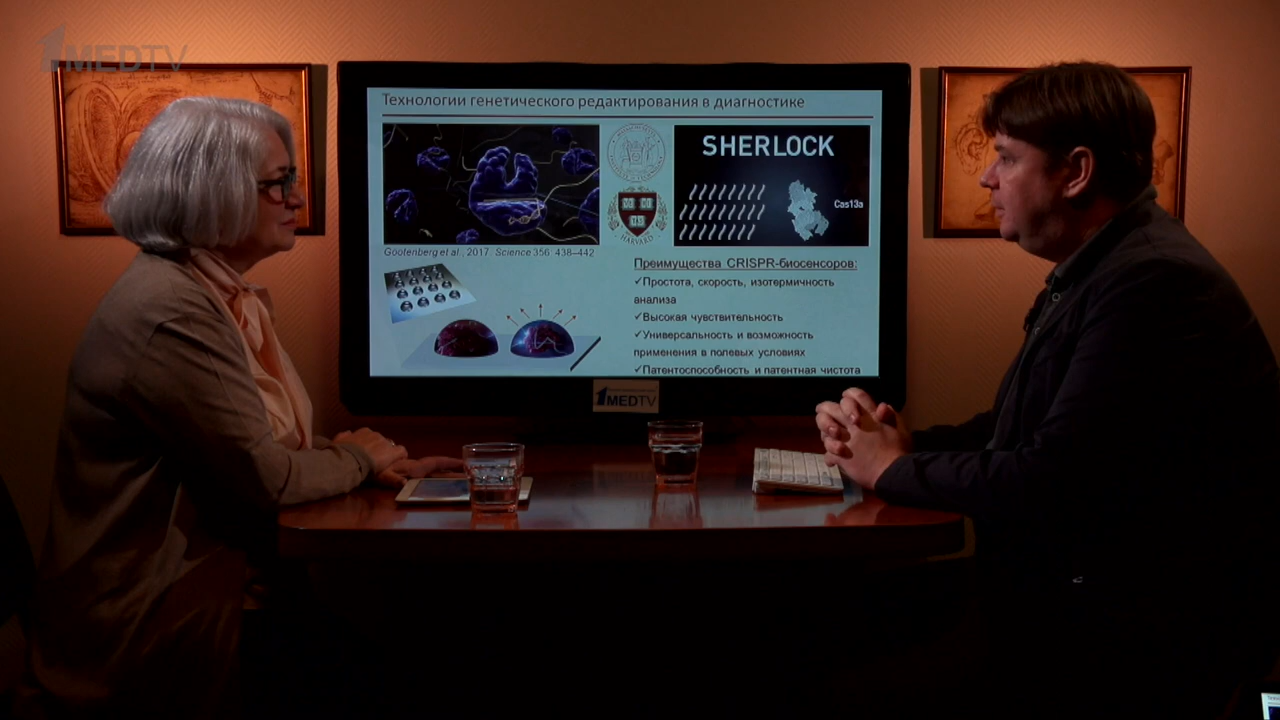 1MEDTV
Технологии генетического редактирования в диагностике
SHERLOCK
Cas13a
HARVARD
Gootenberg et al., 2017. Science 356: 438–442
Преимущества CRISPR-биосенсоров:
✓Простота, скорость, изотермичность
анализа
✓Высокая чувствительность
✓Универсальность и возможность
применения в полевых условиях
✓Патентоспособность и патентная чистота
1MEDTV